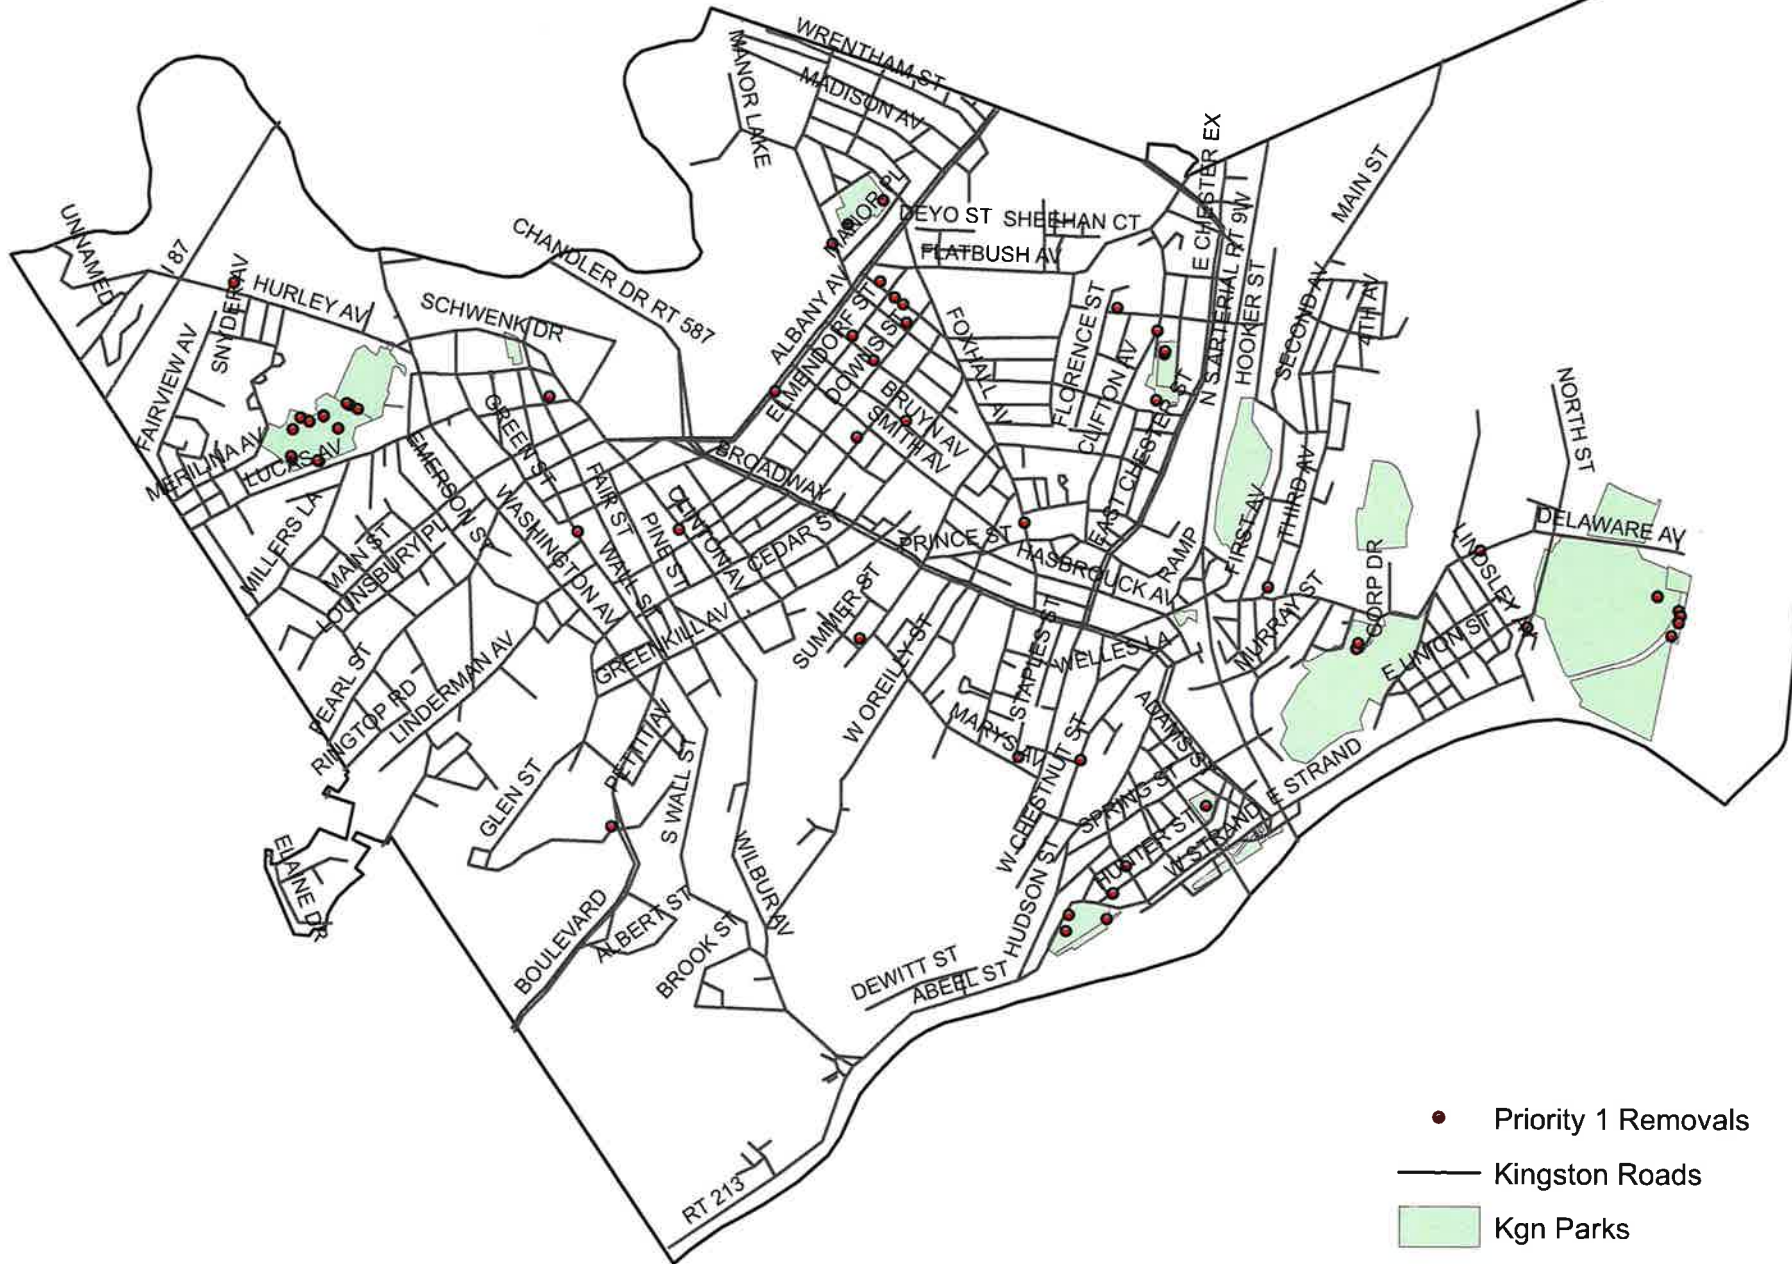 WRENTHAM ST
MANOR LAKE
MADISON AV
MANOR PL
E CHESTER EX
MAIN ST
UNNAMED
I 87
CHANDLER DR RT 587
DEYO ST
SHEEHAN CT
FLATBUSH AV
N SARTERIAL RT 9W
HOOKER ST
SECOND AV
4TH AV
SNYDER AV
HURLEY AV
SCHWENK DR
ALBANY AV
ELMENDORF ST
DOWN ST
FOXHALL AV
FLORENCE ST
CLIFTON AV
FAIRVIEW AV
BRUYN AV
SMITH AV
EAST CHESTER ST
NORTH ST
MERILINA AV
LUCAS AV
EMERSON ST
GREEN ST
BROADWAY
MILLERS LA
MAIN ST
LOUNSBURY PL
WASHINGTON AV
FAIR ST
WALL ST
PINE ST
CLINTON AV
CEDAR ST
PRINCE ST
HASBROUCK AV
RAMP
FIRST AV
THIRD AV
DELAWARE AV
LINDSLEY AV
CORP DR
MURRAY ST
E UNION ST
SUMMER ST
GREENKILL AV
PEARL ST
RINGTOP RD
LINDERMAN AV
W OREILLY ST
STAPLES ST
WELLES LA
MARYS AV
ADAMS ST
PETTIT AV
S WALL ST
GLEN ST
W CHESTNUT ST
SPRING ST
HUNTER ST
W STRAND
E STRAND
ELAINE DR
WILBUR AV
HUDSON ST
BOULEVARD
ALBERT ST
BROOK ST
DEWITT ST
ABEEL ST
RT 213
Priority 1 Removals
Kingston Roads
Kgn Parks